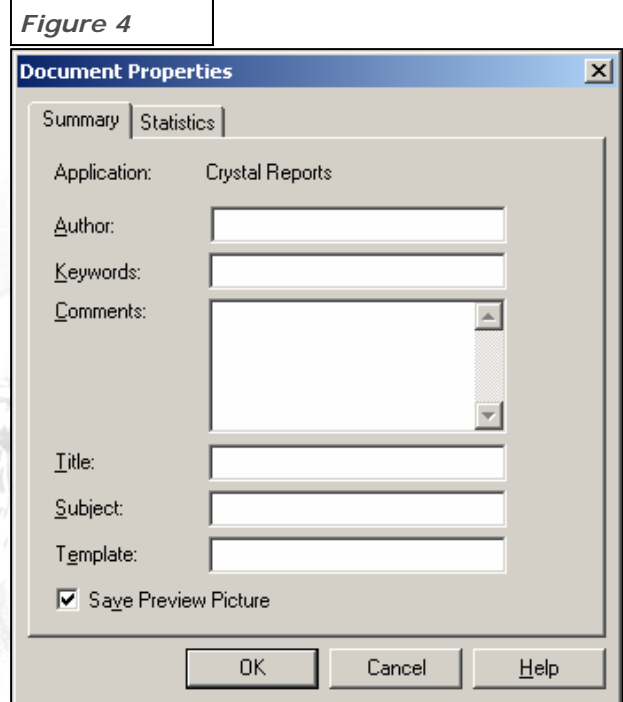 Figure 4
Document Properties
Summary Statistics
Application: Crystal Reports
Author:
Keywords:
Comments:
Title:
Subject:
Template:
Save Preview Picture
OK Cancel Help